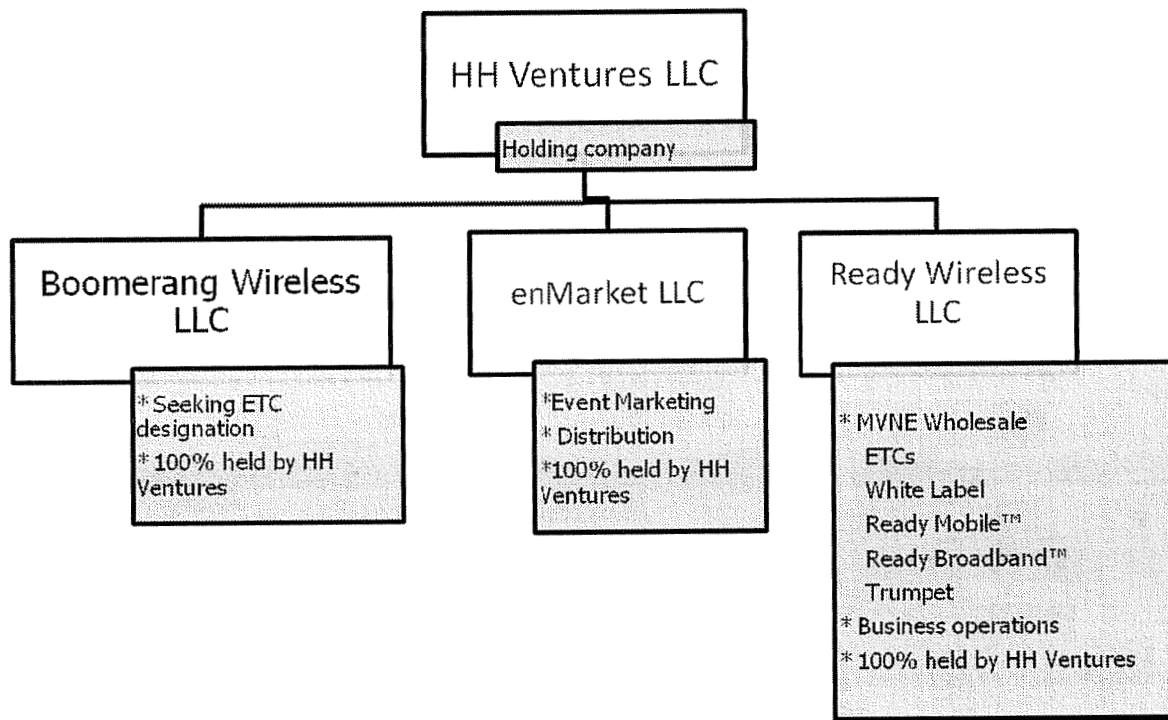 HH Ventures LLC
Holding company
Boomerang Wireless
LLC
* Seeking ETC
designation
* 100% held by HH
Ventures
enMarket LLC
*Event Marketing
* Distribution
*100% held by HH
Ventures
Ready Wireless
LLC
* MVNE Wholesale
ETCs
White Label
Ready Mobile™
Ready Broadband™
Trumpet
* Business operations
* 100% held by HH Ventures